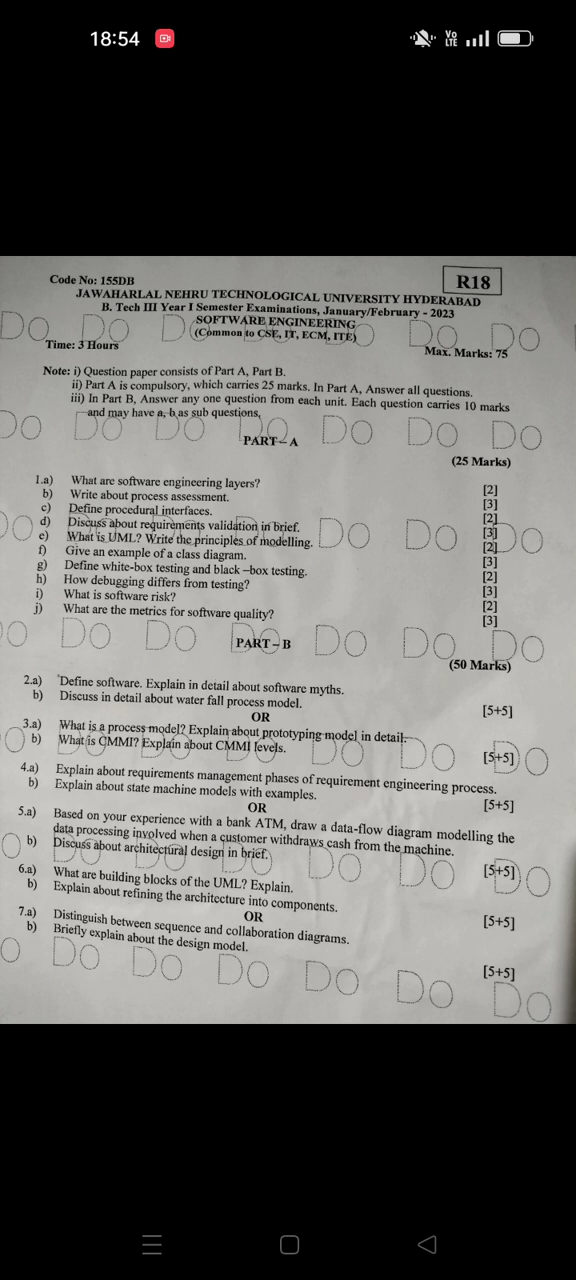 18:54
Vo
LTE
Code No: 155DB
R18
JAWAHARLAL NEHRU TECHNOLOGICAL UNIVERSITY HYDERABAD
B. Tech III Year I Semester Examinations, January/February - 2023
SOFTWARE ENGINEERING
(Common to CSE, IT, ECM, ITE)
Time: 3 Hours
Max. Marks: 75
Note: i) Question paper consists of Part A, Part B.
ii) Part A is compulsory, which carries 25 marks. In Part A, Answer all questions.
iii) In Part B, Answer any one question from each unit. Each question carries 10 marks
and may have a, b as sub questions.
PART – A
(25 Marks)
1.a) What are software engineering layers? [2]
b) Write about process assessment. [3]
c) Define procedural interfaces. [2]
d) Discuss about requirements validation in brief. [3]
e) What is UML? Write the principles of modelling. [2]
f) Give an example of a class diagram. [3]
g) Define white-box testing and black –box testing. [2]
h) How debugging differs from testing? [3]
i) What is software risk? [2]
j) What are the metrics for software quality? [3]
PART – B
(50 Marks)
2.a) Define software. Explain in detail about software myths.
b) Discuss in detail about water fall process model. [5+5]
OR
3.a) What is a process model? Explain about prototyping model in detail.
b) What is CMMI? Explain about CMMI levels. [5+5]
4.a) Explain about requirements management phases of requirement engineering process.
b) Explain about state machine models with examples. [5+5]
OR
5.a) Based on your experience with a bank ATM, draw a data-flow diagram modelling the
data processing involved when a customer withdraws cash from the machine.
b) Discuss about architectural design in brief. [5+5]
6.a) What are building blocks of the UML? Explain.
b) Explain about refining the architecture into components. [5+5]
OR
7.a) Distinguish between sequence and collaboration diagrams.
b) Briefly explain about the design model. [5+5]